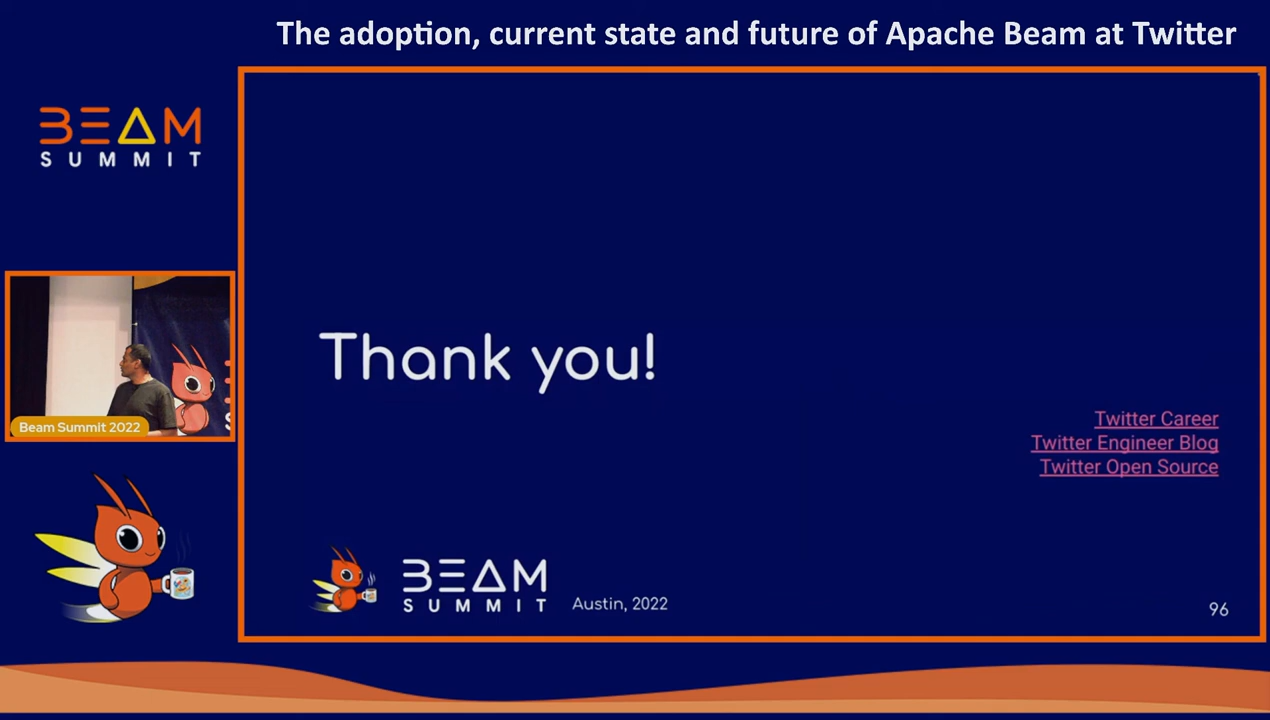 The adoption, current state and future of Apache Beam at Twitter
BEAM
SUMMIT
Beam Summit 2022
Thank you!
Twitter Career
Twitter Engineer Blog
Twitter Open Source
BEAM
SUMMIT
Austin, 2022
96